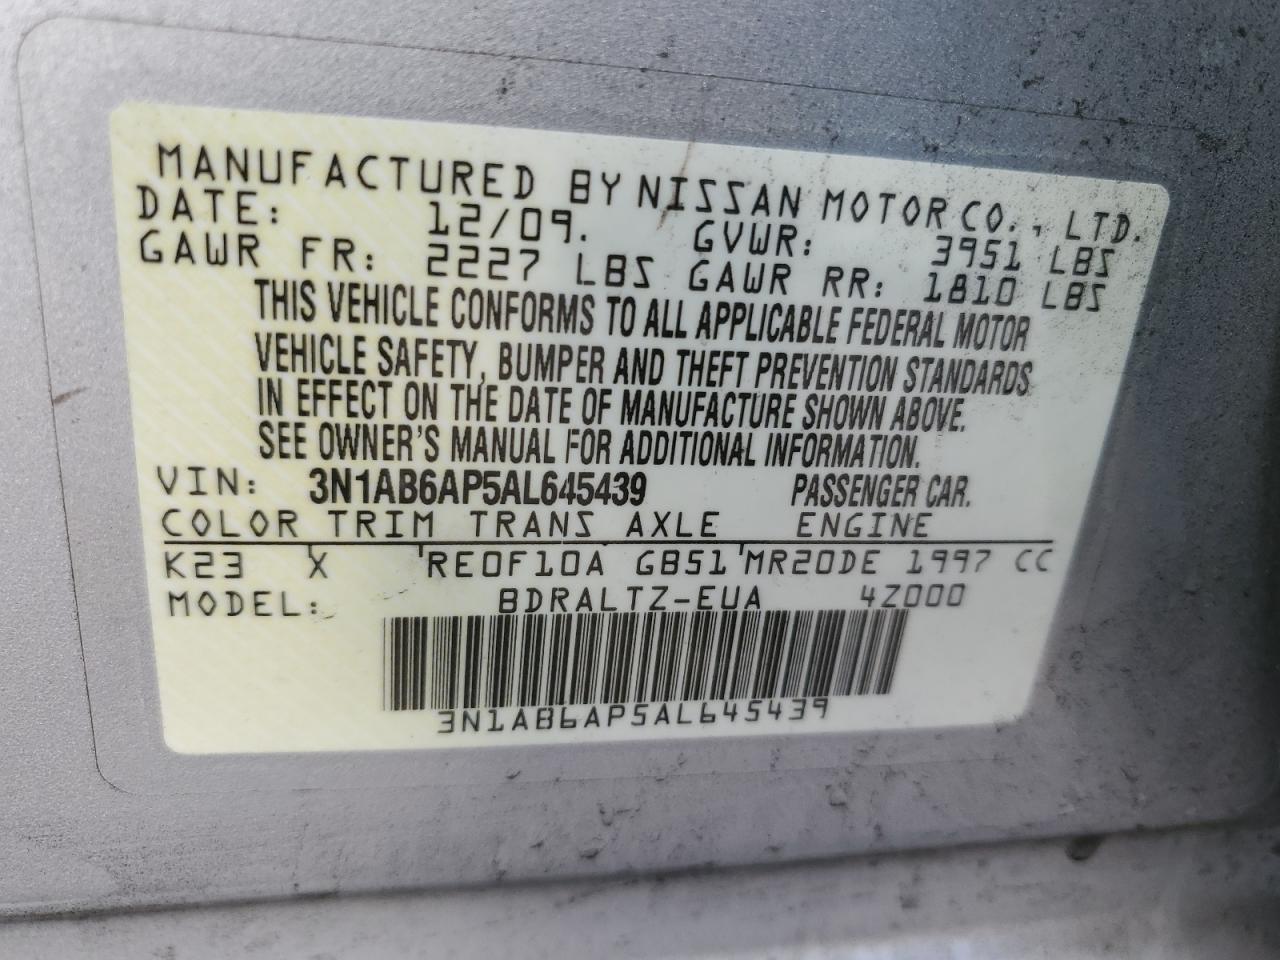 MANUFACTURED BY NISSAN MOTOR CO., LTD.
DATE: 12/09. GVWR: 3951 LBS
GAWR FR: 2227 LBS GAWR RR: 1810 LBS
THIS VEHICLE CONFORMS TO ALL APPLICABLE FEDERAL MOTOR
VEHICLE SAFETY, BUMPER AND THEFT PREVENTION STANDARDS
IN EFFECT ON THE DATE OF MANUFACTURE SHOWN ABOVE.
SEE OWNER'S MANUAL FOR ADDITIONAL INFORMATION.
VIN: 3N1AB6AP5AL645439 PASSENGER CAR.
COLOR TRIM TRANS AXLE ENGINE
K23 X RE0F10A GB51 MR20DE 1997 CC
MODEL: BDRALTZ-EUA 4Z000
3N1AB6AP5AL645439